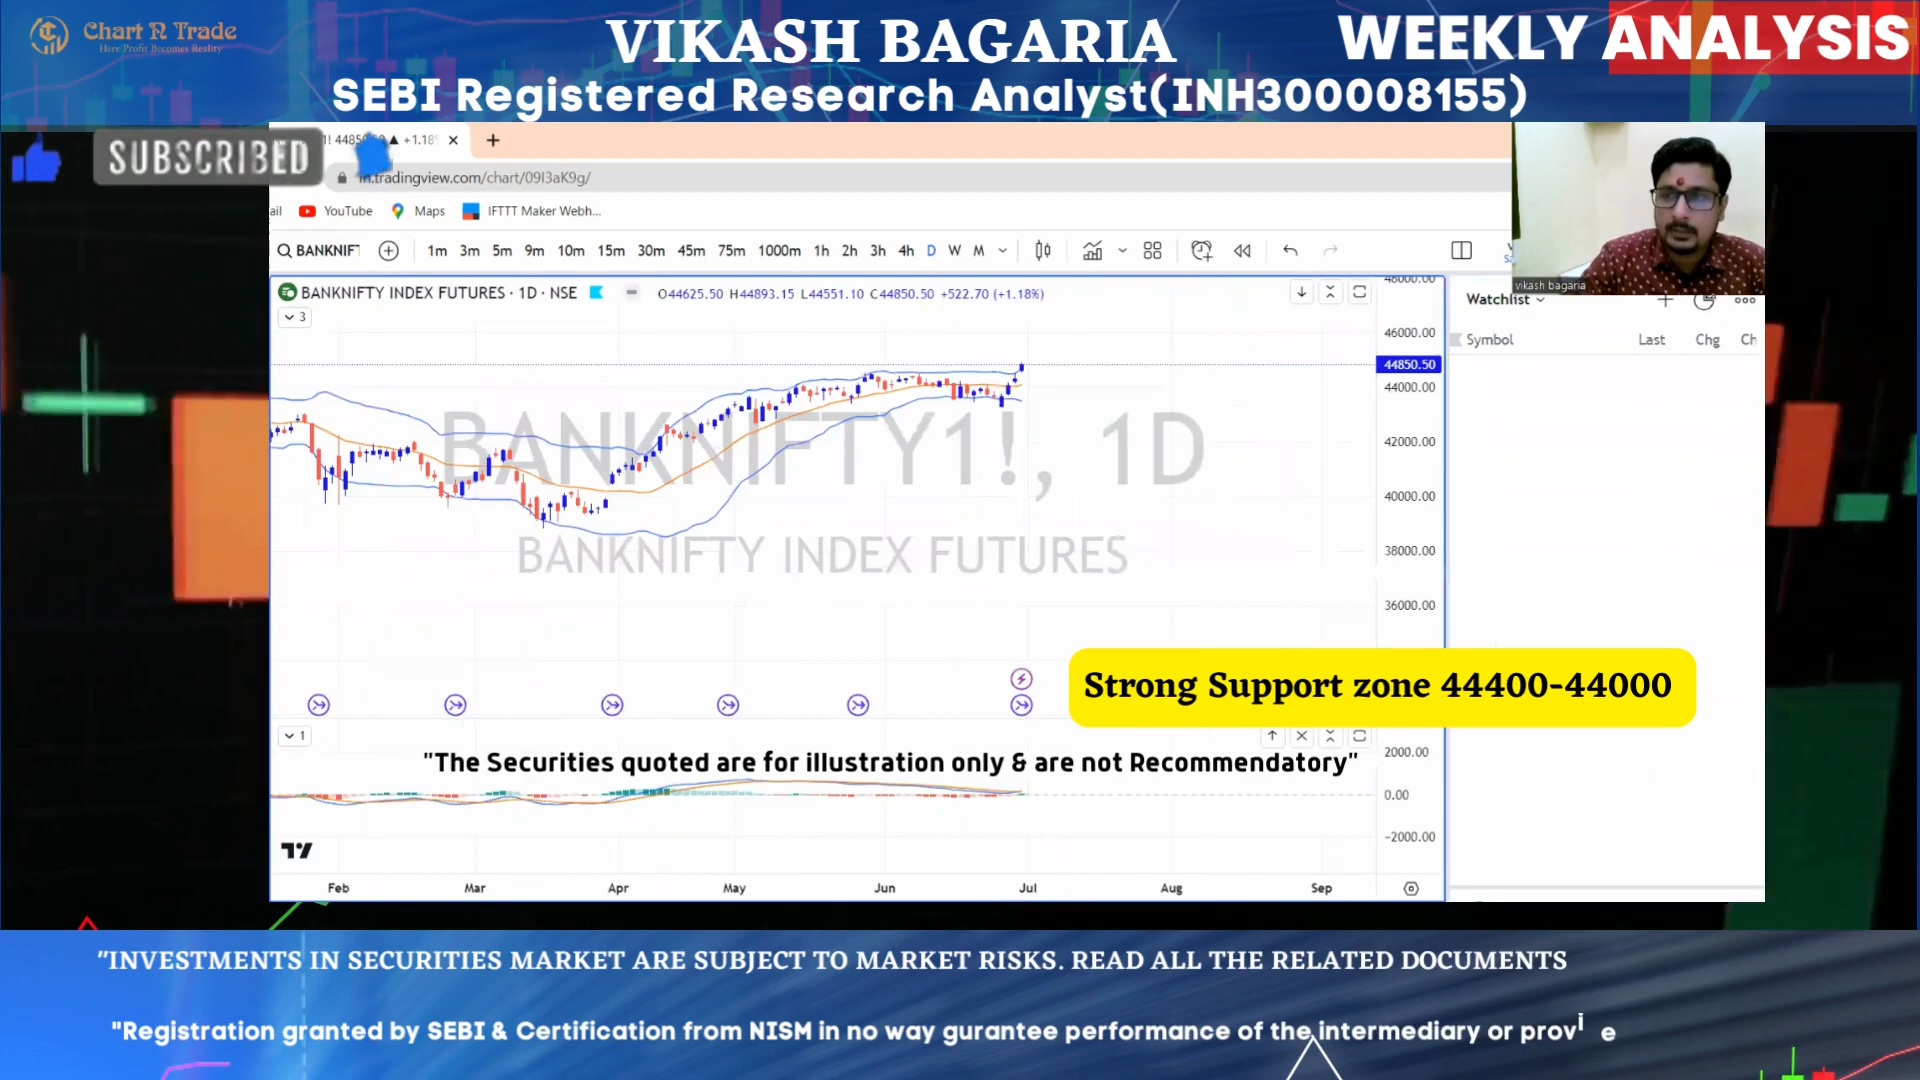 Chart N Trade
Here Profit Becomes Reality
VIKASH BAGARIA
WEEKLY ANALYSIS
SEBI Registered Research Analyst(INH300008155)
SUBSCRIBED
+1.18
.tradingview.com/chart/09I3aK9g/
ail YouTube Maps IFTTT Maker Webh...
BANKNIF 1m 3m 5m 9m 10m 15m 30m 45m 75m 1000m 1h 2h 3h 4h D W M
vikash bagaria
BANKNIFTY INDEX FUTURES · 1D · NSE O44625.50 H44893.15 L44551.10 C44850.50 +522.70 (+1.18%)
3
Watchlist
Symbol Last Chg Ch
48000.00
46000.00
44850.50
44000.00
42000.00
40000.00
38000.00
36000.00
BANKNIFTY1!, 1D
BANKNIFTY INDEX FUTURES
Strong Support zone 44400-44000
1
"The Securities quoted are for illustration only & are not Recommendatory"
2000.00
0.00
−2000.00
Feb Mar Apr May Jun Jul Aug Sep
"INVESTMENTS IN SECURITIES MARKET ARE SUBJECT TO MARKET RISKS. READ ALL THE RELATED DOCUMENTS
"Registration granted by SEBI & Certification from NISM in no way gurantee performance of the intermediary or provi e